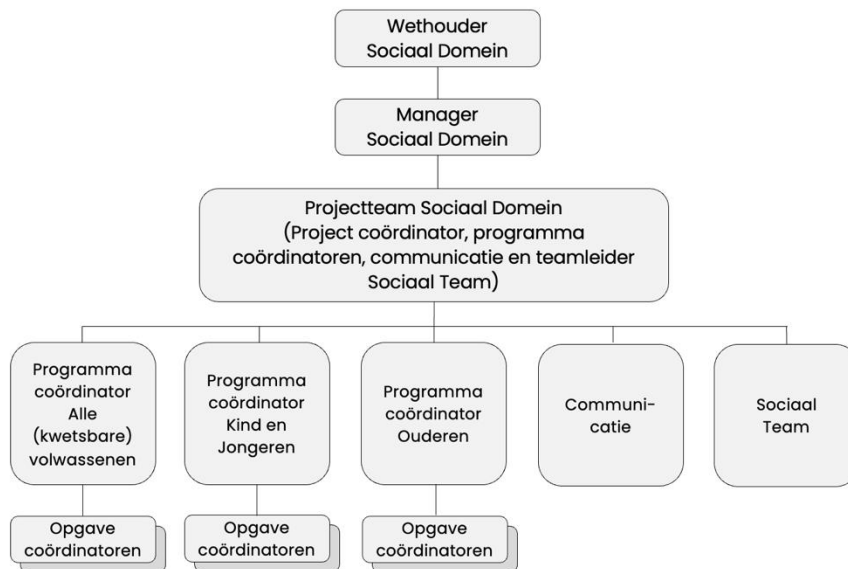 Wethouder
Sociaal Domein
Manager
Sociaal Domein
Projectteam Sociaal Domein
(Project coördinator, programma
coördinatoren, communicatie en teamleider
Sociaal Team)
Programma
coördinator
Alle
(kwetsbare)
volwassenen
Programma
coördinator
Kind en
Jongeren
Programma
coördinator
Ouderen
Communi-
catie
Sociaal
Team
Opgave
coördinatoren
Opgave
coördinatoren
Opgave
coördinatoren